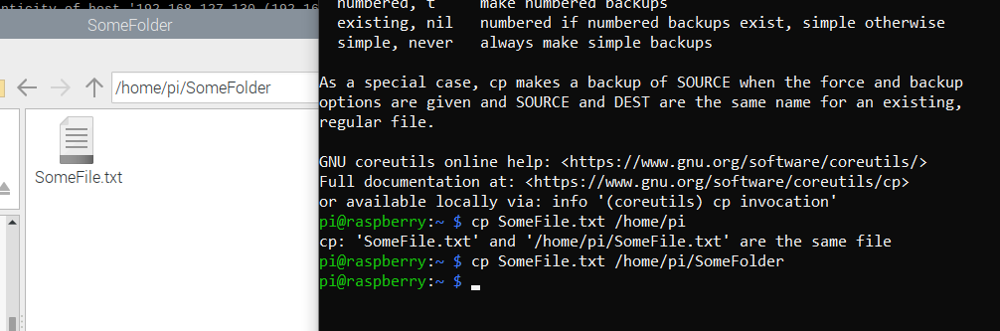 nticity of host '192.168.127.130 (192.16
SomeFolder
/home/pi/SomeFolder
SomeFile.txt
numbered, t     make numbered backups
existing, nil   numbered if numbered backups exist, simple otherwise
simple, never   always make simple backups
As a special case, cp makes a backup of SOURCE when the force and backup
options are given and SOURCE and DEST are the same name for an existing,
regular file.
GNU coreutils online help: <https://www.gnu.org/software/coreutils/>
Full documentation at: <https://www.gnu.org/software/coreutils/cp>
or available locally via: info '(coreutils) cp invocation'
pi@raspberry:~ $ cp SomeFile.txt /home/pi
cp: 'SomeFile.txt' and '/home/pi/SomeFile.txt' are the same file
pi@raspberry:~ $ cp SomeFile.txt /home/pi/SomeFolder
pi@raspberry:~ $